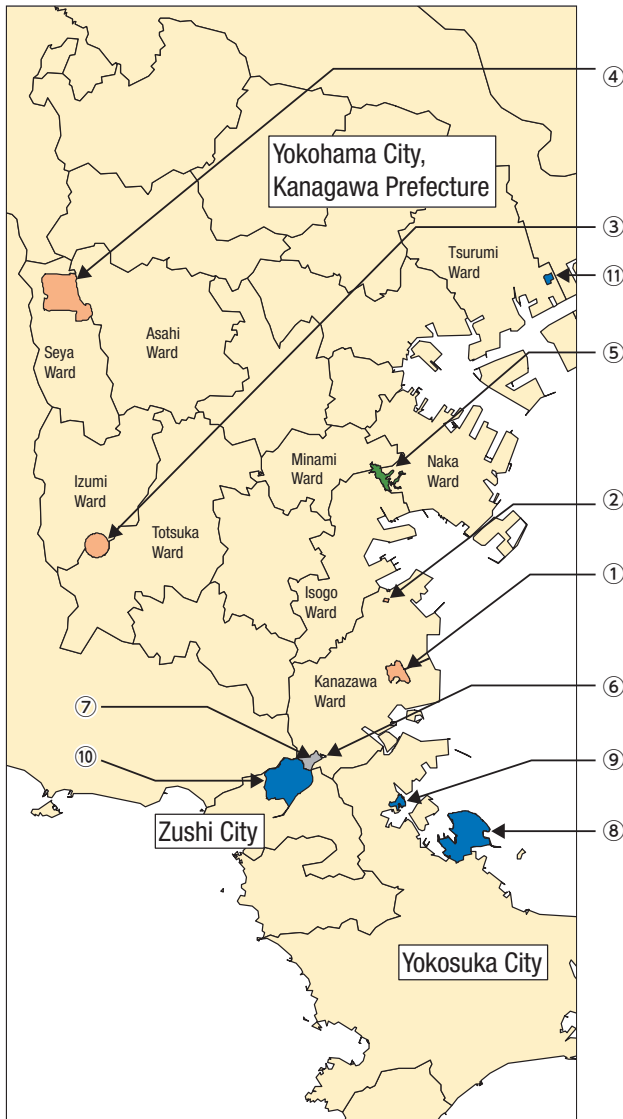 ④
Yokohama City,
Kanagawa Prefecture
③
Tsurumi
Ward
⑪
Asahi
Ward
Seya
Ward
⑤
Minami
Ward
Naka
Ward
Izumi
Ward
②
Totsuka
Ward
①
Isogo
Ward
Kanazawa
Ward
⑥
⑦
⑩
⑨
Zushi City
⑧
Yokosuka City